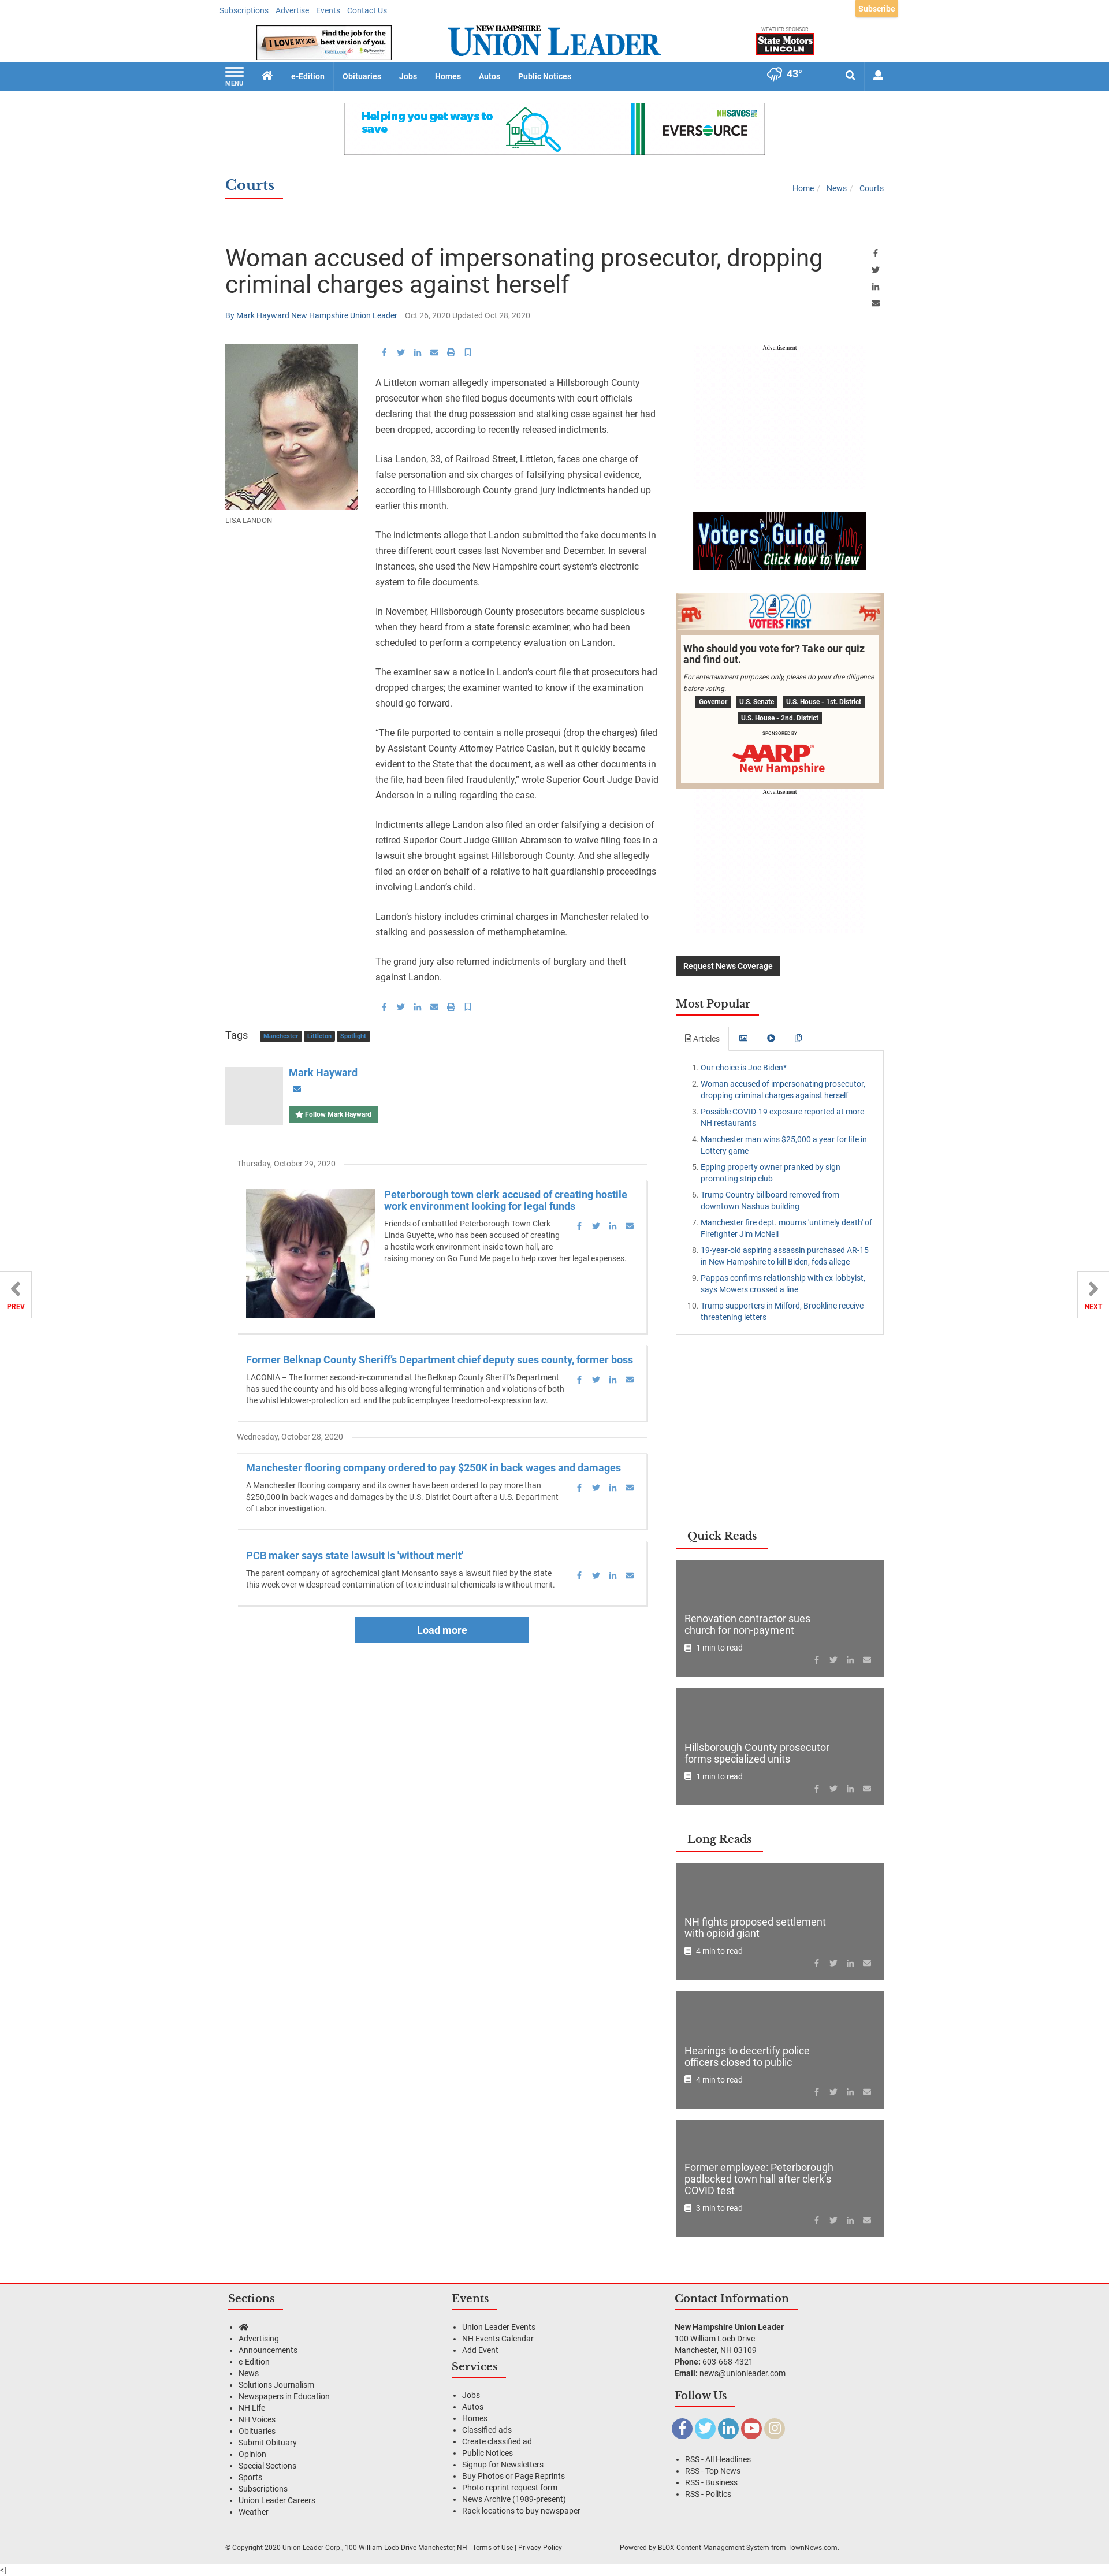 Subscriptions Advertise Events Contact Us
Subscribe
I LOVE MY JOB
Find the job for the
best version of you.
NEW HAMPSHIRE
UNION LEADER
WEATHER SPONSOR
State Motors
LINCOLN
MENU
e-Edition Obituaries Jobs Homes Autos Public Notices
43°
Helping you get ways to
save
NHsaves
EVERSOURCE
Courts
Home / News / Courts
Woman accused of impersonating prosecutor, dropping
criminal charges against herself
By Mark Hayward New Hampshire Union Leader Oct 26, 2020 Updated Oct 28, 2020
LISA LANDON
A Littleton woman allegedly impersonated a Hillsborough County
prosecutor when she filed bogus documents with court officials
declaring that the drug possession and stalking case against her had
been dropped, according to recently released indictments.
Lisa Landon, 33, of Railroad Street, Littleton, faces one charge of
false personation and six charges of falsifying physical evidence,
according to Hillsborough County grand jury indictments handed up
earlier this month.
The indictments allege that Landon submitted the fake documents in
three different court cases last November and December. In several
instances, she used the New Hampshire court system's electronic
system to file documents.
In November, Hillsborough County prosecutors became suspicious
when they heard from a state forensic examiner, who had been
scheduled to perform a competency evaluation on Landon.
The examiner saw a notice in Landon's court file that prosecutors had
dropped charges; the examiner wanted to know if the examination
should go forward.
“The file purported to contain a nolle prosequi (drop the charges) filed
by Assistant County Attorney Patrice Casian, but it quickly became
evident to the State that the document, as well as other documents in
the file, had been filed fraudulently,” wrote Superior Court Judge David
Anderson in a ruling regarding the case.
Indictments allege Landon also filed an order falsifying a decision of
retired Superior Court Judge Gillian Abramson to waive filing fees in a
lawsuit she brought against Hillsborough County. And she allegedly
filed an order on behalf of a relative to halt guardianship proceedings
involving Landon's child.
Landon's history includes criminal charges in Manchester related to
stalking and possession of methamphetamine.
The grand jury also returned indictments of burglary and theft
against Landon.
Tags Manchester Littleton Spotlight
Mark Hayward
Follow Mark Hayward
Thursday, October 29, 2020
Peterborough town clerk accused of creating hostile
work environment looking for legal funds
Friends of embattled Peterborough Town Clerk
Linda Guyette, who has been accused of creating
a hostile work environment inside town hall, are
raising money on Go Fund Me page to help cover her legal expenses.
Former Belknap County Sheriff's Department chief deputy sues county, former boss
LACONIA – The former second-in-command at the Belknap County Sheriff's Department
has sued the county and his old boss alleging wrongful termination and violations of both
the whistleblower-protection act and the public employee freedom-of-expression law.
Wednesday, October 28, 2020
Manchester flooring company ordered to pay $250K in back wages and damages
A Manchester flooring company and its owner have been ordered to pay more than
$250,000 in back wages and damages by the U.S. District Court after a U.S. Department
of Labor investigation.
PCB maker says state lawsuit is 'without merit'
The parent company of agrochemical giant Monsanto says a lawsuit filed by the state
this week over widespread contamination of toxic industrial chemicals is without merit.
Load more
PREV
NEXT
Advertisement
Voters' Guide
Click Now to View
2020
VOTERS FIRST
Who should you vote for? Take our quiz
and find out.
For entertainment purposes only, please do your due diligence
before voting.
Governor U.S. Senate U.S. House - 1st. District
U.S. House - 2nd. District
SPONSORED BY
AARP
New Hampshire
Advertisement
Request News Coverage
Most Popular
Articles
1. Our choice is Joe Biden*
2. Woman accused of impersonating prosecutor,
dropping criminal charges against herself
3. Possible COVID-19 exposure reported at more
NH restaurants
4. Manchester man wins $25,000 a year for life in
Lottery game
5. Epping property owner pranked by sign
promoting strip club
6. Trump Country billboard removed from
downtown Nashua building
7. Manchester fire dept. mourns 'untimely death' of
Firefighter Jim McNeil
8. 19-year-old aspiring assassin purchased AR-15
in New Hampshire to kill Biden, feds allege
9. Pappas confirms relationship with ex-lobbyist,
says Mowers crossed a line
10. Trump supporters in Milford, Brookline receive
threatening letters
Quick Reads
Renovation contractor sues
church for non-payment
1 min to read
Hillsborough County prosecutor
forms specialized units
1 min to read
Long Reads
NH fights proposed settlement
with opioid giant
4 min to read
Hearings to decertify police
officers closed to public
4 min to read
Former employee: Peterborough
padlocked town hall after clerk's
COVID test
3 min to read
Sections
Advertising
Announcements
e-Edition
News
Solutions Journalism
Newspapers in Education
NH Life
NH Voices
Obituaries
Submit Obituary
Opinion
Special Sections
Sports
Subscriptions
Union Leader Careers
Weather
Events
Union Leader Events
NH Events Calendar
Add Event
Services
Jobs
Autos
Homes
Classified ads
Create classified ad
Public Notices
Signup for Newsletters
Buy Photos or Page Reprints
Photo reprint request form
News Archive (1989-present)
Rack locations to buy newspaper
Contact Information
New Hampshire Union Leader
100 William Loeb Drive
Manchester, NH 03109
Phone: 603-668-4321
Email: news@unionleader.com
Follow Us
RSS - All Headlines
RSS - Top News
RSS - Business
RSS - Politics
© Copyright 2020 Union Leader Corp., 100 William Loeb Drive Manchester, NH | Terms of Use | Privacy Policy
Powered by BLOX Content Management System from TownNews.com.
<]